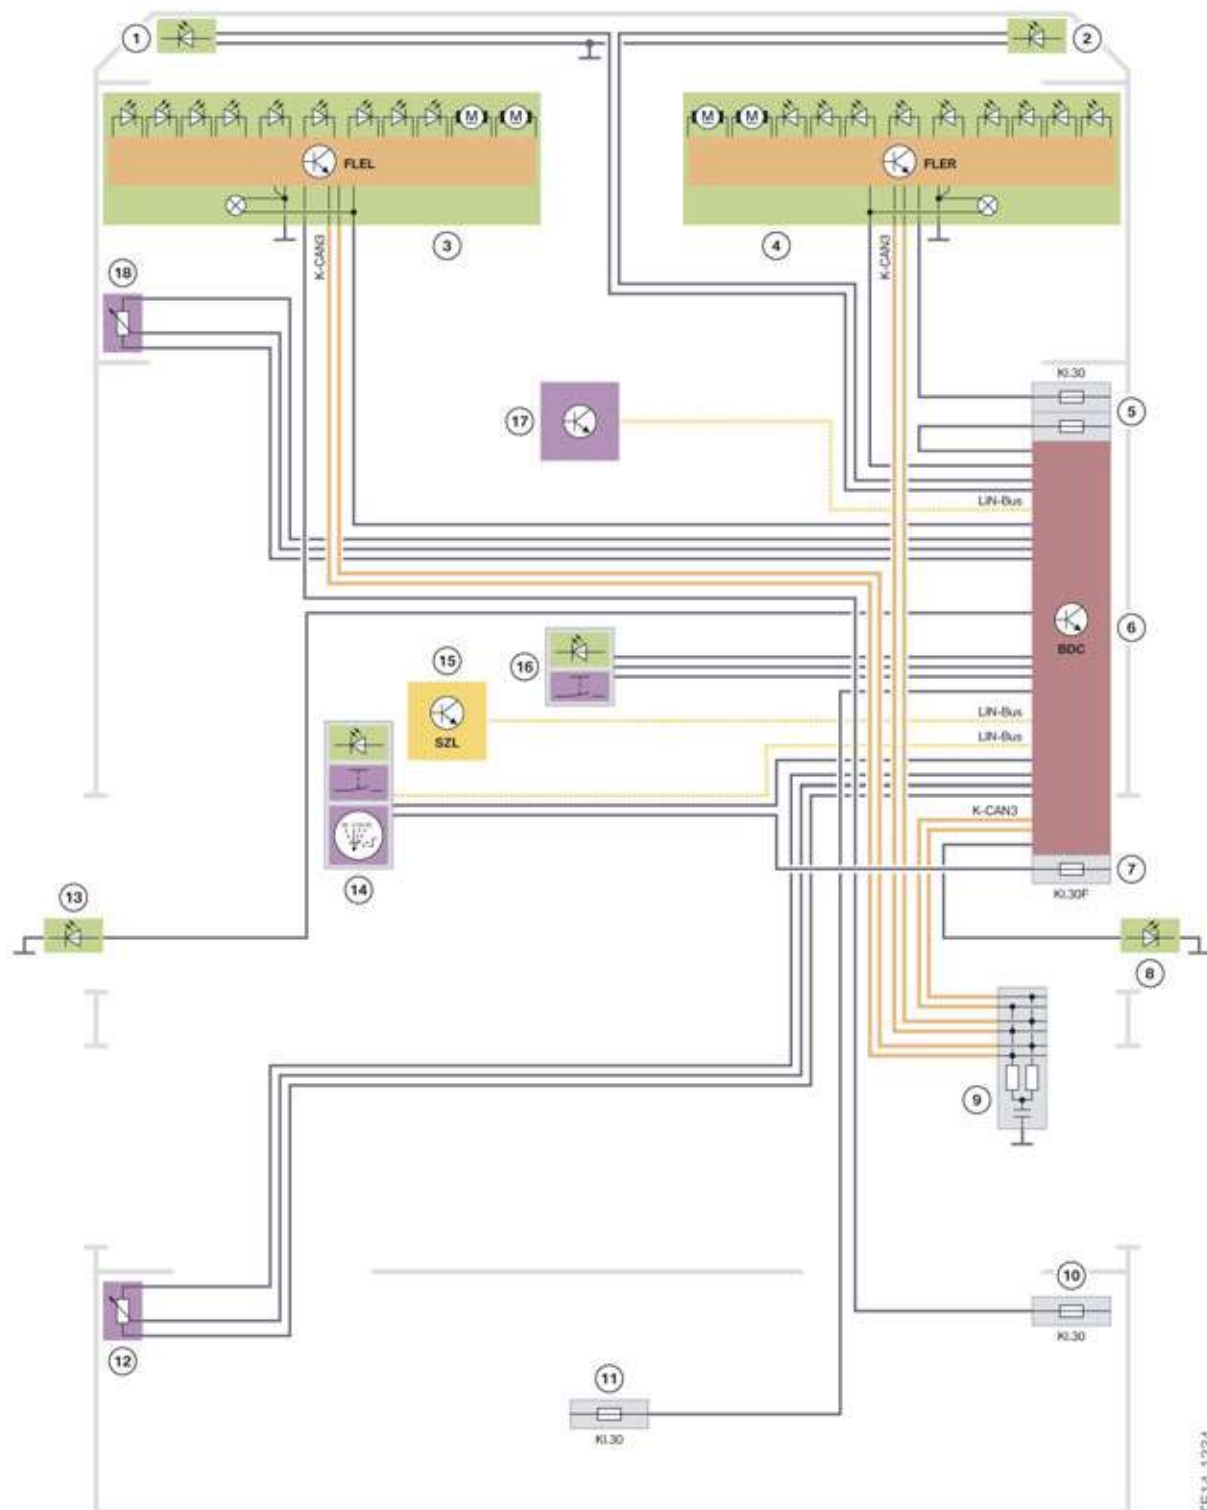 1
2
M
M
M
M
FLEL
FLER
3
4
K-CAN3
K-CAN3
18
Kl.30
5
17
LIN-Bus
6
BDC
16
15
SZL
LIN-Bus
LIN-Bus
K-CAN3
14
7
Kl.30F
13
8
9
10
Kl.30
12
11
Kl.30